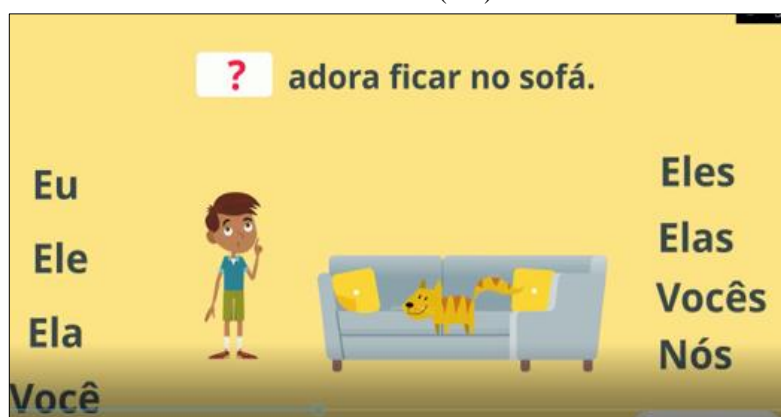 ? adora ficar no sofá.
Eu
Ele
Ela
Você
Eles
Elas
Vocês
Nós